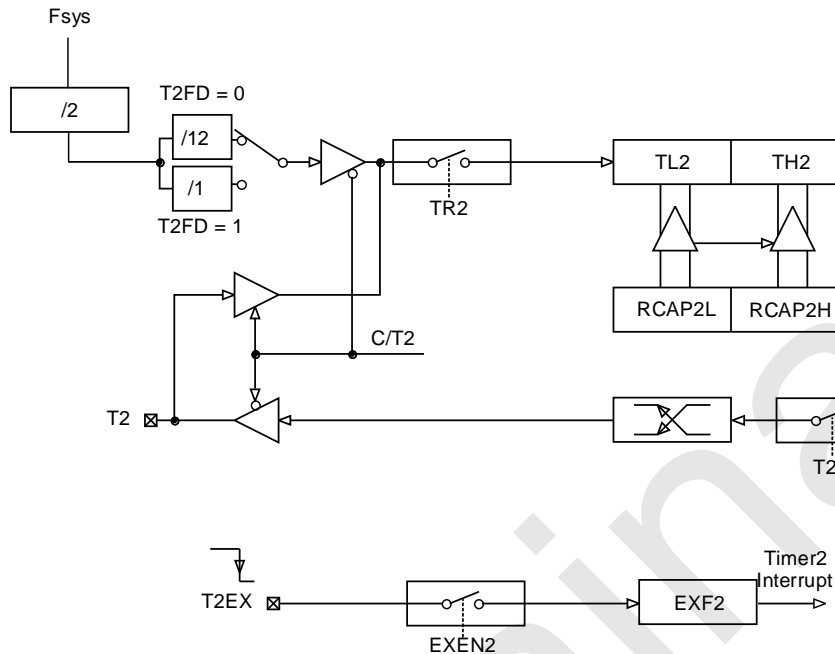 Fsys
/2
T2FD = 0
/12
/1
T2FD = 1
TR2
TL2
TH2
RCAP2L
RCAP2H
C/T2
T2
T2
T2EX
EXEN2
EXF2
Timer2
Interrupt